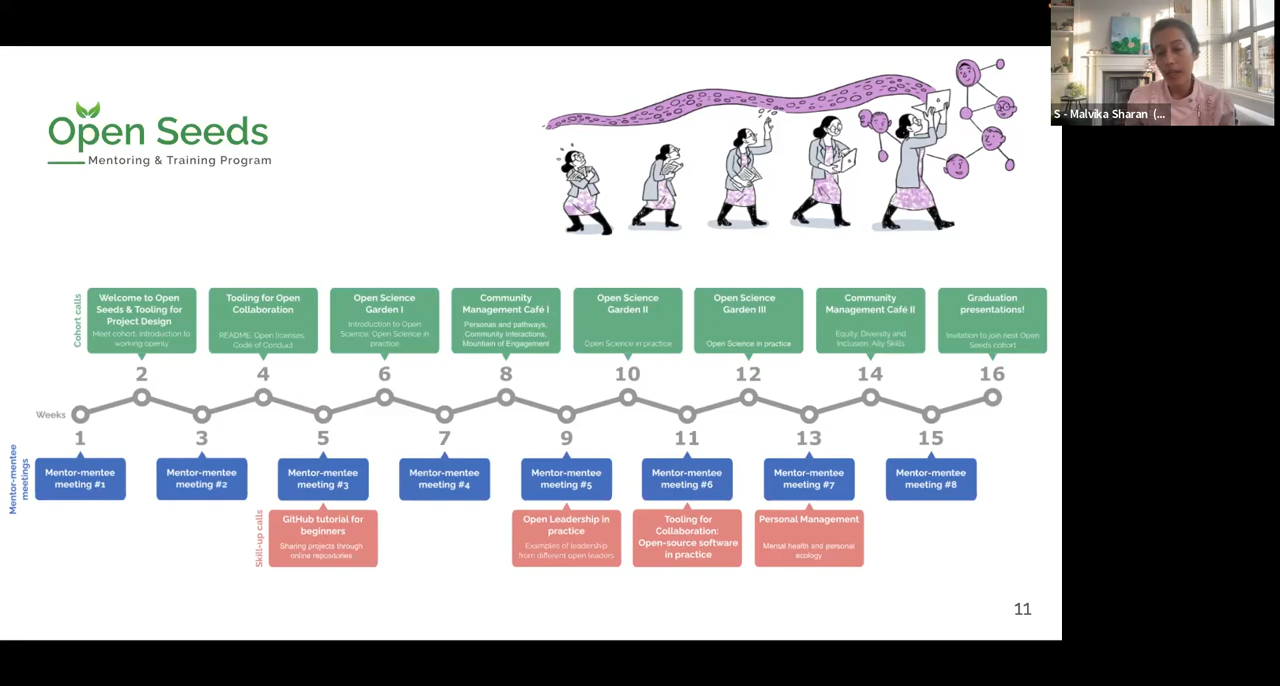 Open Seeds
Mentoring & Training Program
S - Malvika Sharan (...
Cohort calls
Welcome to Open
Seeds & Tooling for
Project Design
Meet cohort, introduction to
working openly
Tooling for Open
Collaboration
README, Open licenses,
Code of Conduct
Open Science
Garden I
Introduction to Open
Science, Open Science in
practice
Community
Management Café I
Personas and pathways,
Community interactions,
Mountain of Engagement
Open Science
Garden II
Open Science in practice
Open Science
Garden III
Open Science in practice
Community
Management Café II
Equity, Diversity and
Inclusion, Ally Skills
Graduation
presentations!
Invitation to join next Open
Seeds cohort
2
4
6
8
10
12
14
16
Weeks
1
3
5
7
9
11
13
15
Mentor-mentee
meetings
Mentor-mentee
meeting #1
Mentor-mentee
meeting #2
Mentor-mentee
meeting #3
Mentor-mentee
meeting #4
Mentor-mentee
meeting #5
Mentor-mentee
meeting #6
Mentor-mentee
meeting #7
Mentor-mentee
meeting #8
Skill-up calls
GitHub tutorial for
beginners
Sharing projects through
online repositories
Open Leadership in
practice
Examples of leadership
from different open leaders
Tooling for
Collaboration:
Open-source software
in practice
Personal Management
Mental health and personal
ecology
11